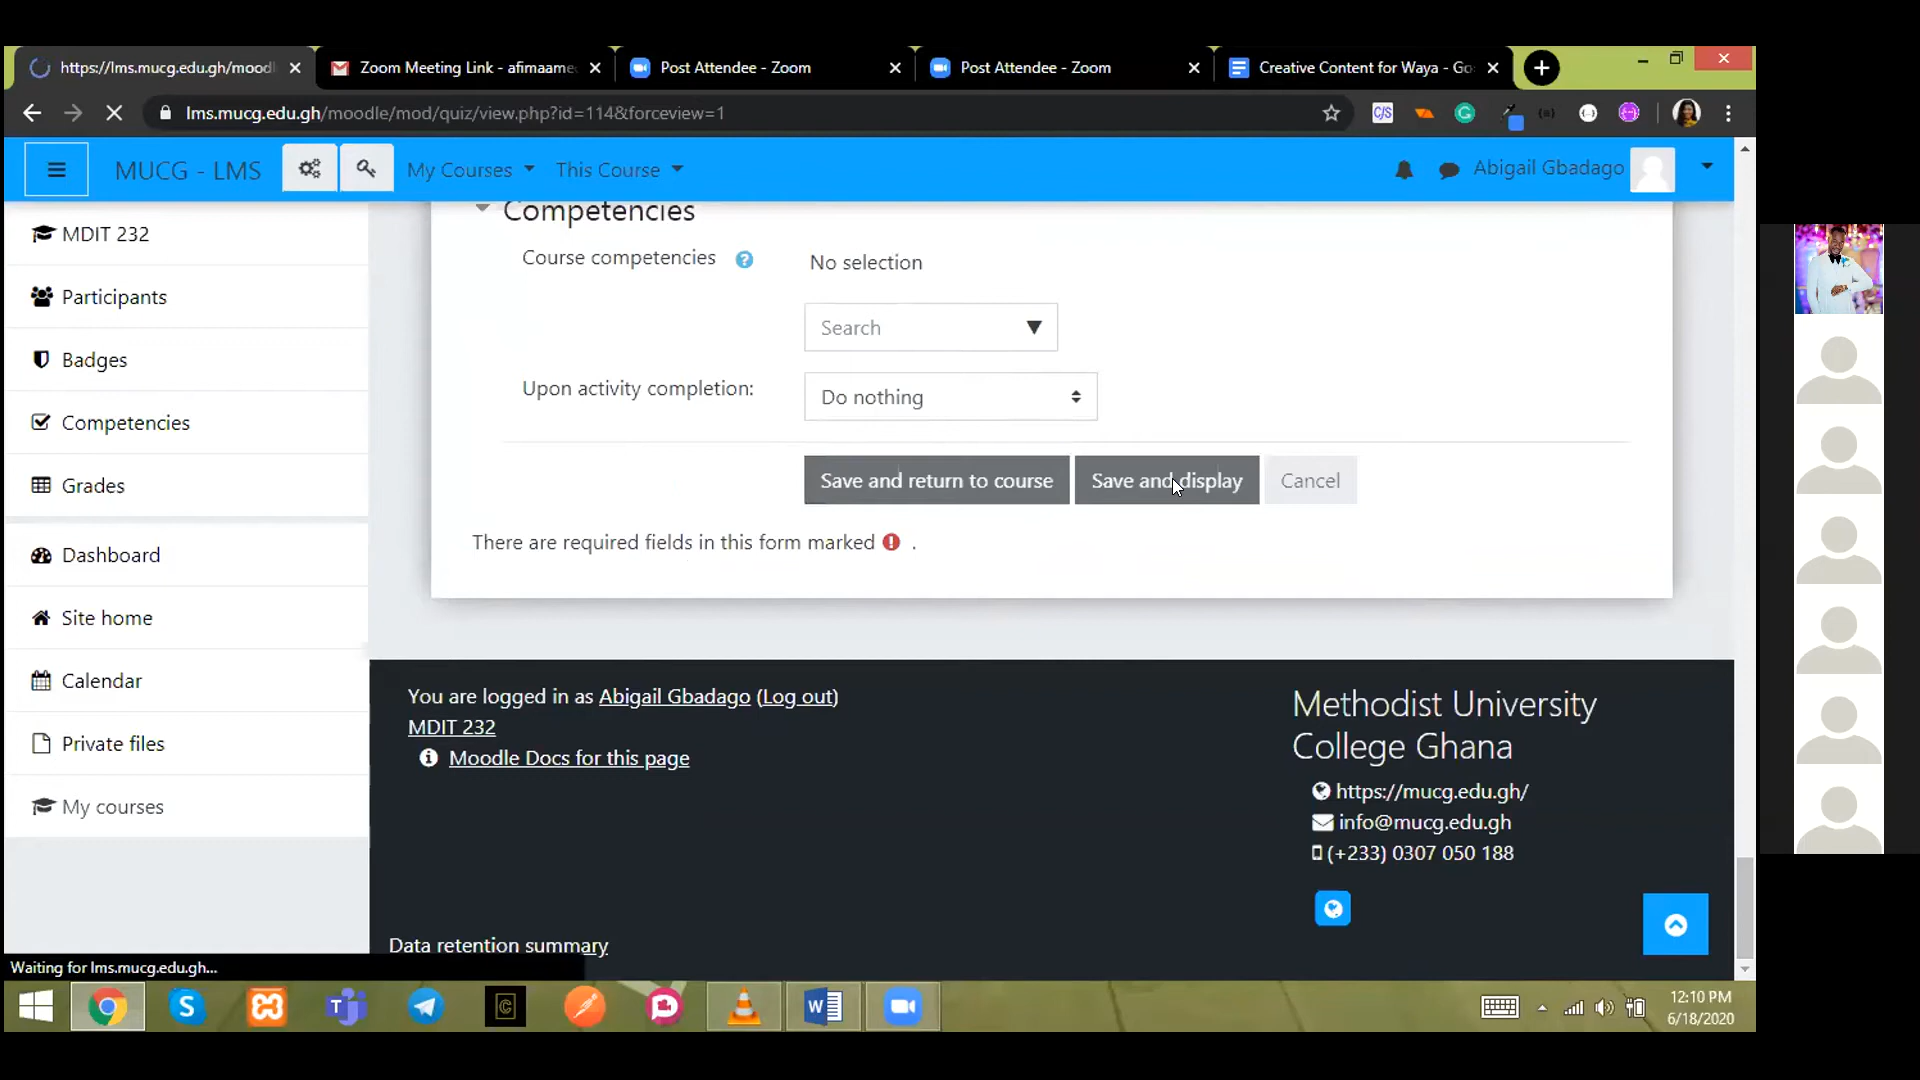 https://lms.mucg.edu.gh/mood
Zoom Meeting Link - afimaame
Post Attendee - Zoom
Post Attendee - Zoom
Creative Content for Waya - Go
lms.mucg.edu.gh/moodle/mod/quiz/view.php?id=114&forceview=1
MUCG - LMS
My Courses
This Course
Abigail Gbadago
MDIT 232
Participants
Badges
Competencies
Grades
Dashboard
Site home
Calendar
Private files
My courses
Competencies
Course competencies
No selection
Search
Upon activity completion:
Do nothing
Save and return to course
Save and display
Cancel
There are required fields in this form marked .
You are logged in as Abigail Gbadago (Log out)
MDIT 232
Moodle Docs for this page
Data retention summary
Methodist University
College Ghana
https://mucg.edu.gh/
info@mucg.edu.gh
(+233) 0307 050 188
Waiting for lms.mucg.edu.gh...
12:10 PM
6/18/2020